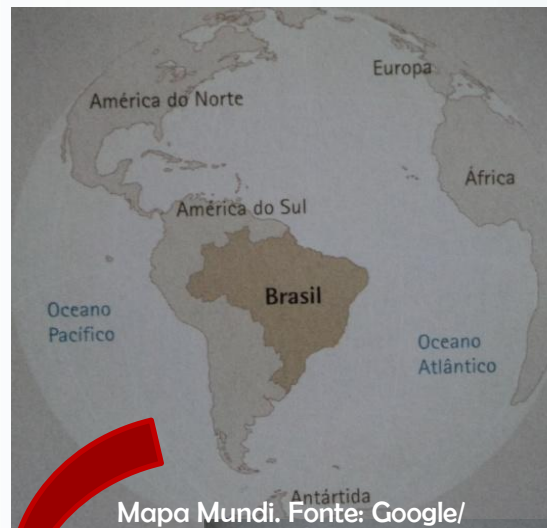 Europa
América do Norte
África
América do Sul
Brasil
Oceano
Pacífico
Oceano
Atlântico
Antártida
Mapa Mundi. Fonte: Google/